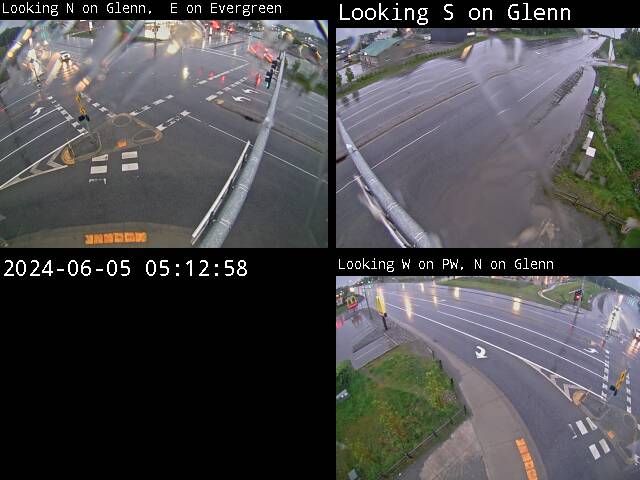 Looking N on Glenn, E on Evergreen
Looking S on Glenn
2024-06-05 05:12:58
Looking W on PW, N on Glenn